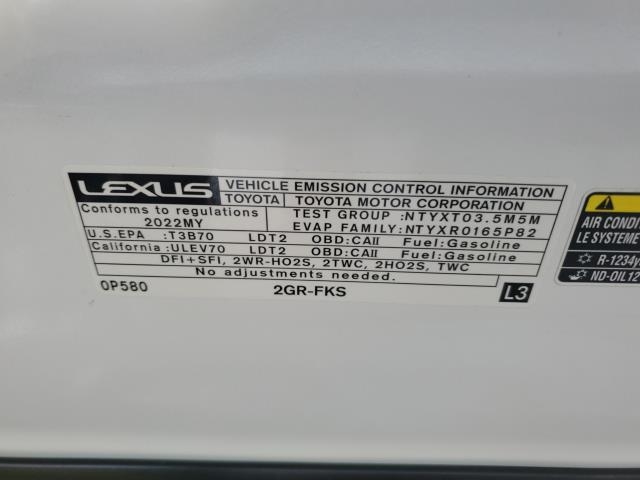 LEXUS VEHICLE EMISSION CONTROL INFORMATION
TOYOTA TOYOTA MOTOR CORPORATION
Conforms to regulations
2022MY
TEST GROUP :NTYXT03.5M5M
EVAP FAMILY:NTYXR0165P82
U.S.EPA :T3B70 LDT2 OBD:CAII Fuel:Gasoline
California:ULEV70 LDT2 OBD:CAII Fuel:Gasoline
DFI+SFI, 2WR-HO2S, 2TWC, 2HO2S, TWC
No adjustments needed.
0P580 2GR-FKS L3
AIR CONDI
LE SYSTEME
R-1234y
ND-OIL12